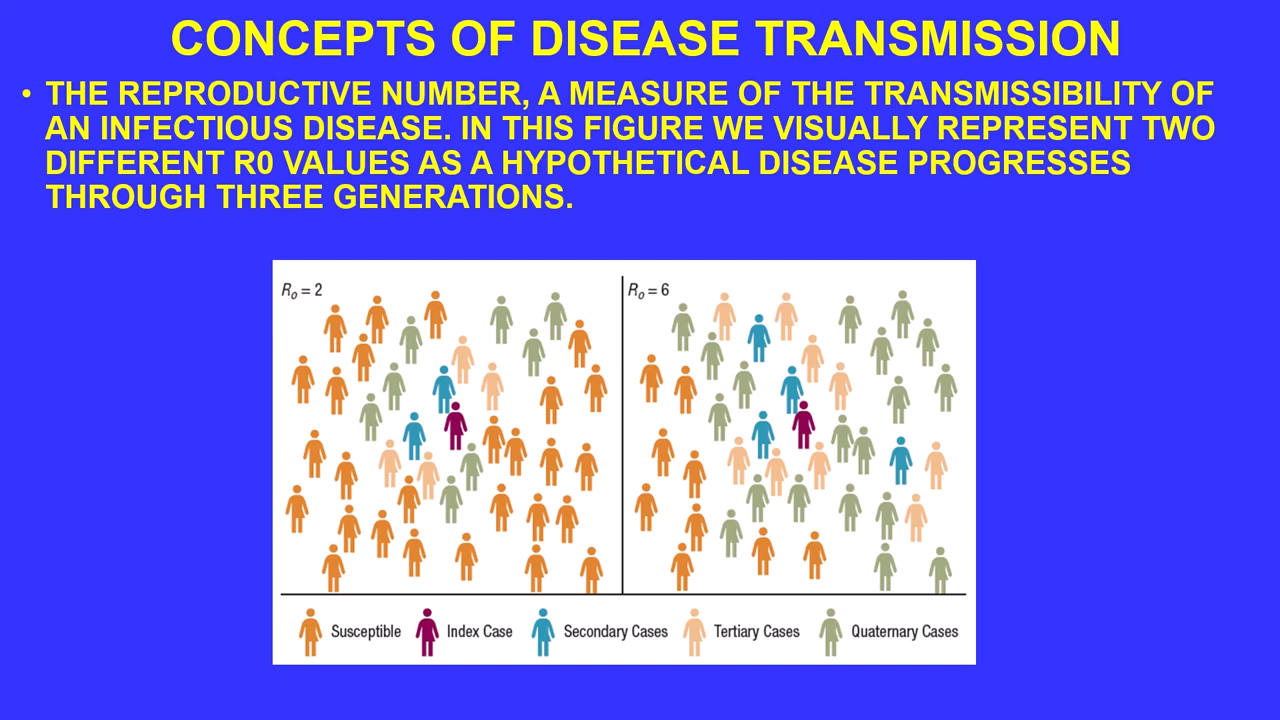 CONCEPTS OF DISEASE TRANSMISSION
• THE REPRODUCTIVE NUMBER, A MEASURE OF THE TRANSMISSIBILITY OF
AN INFECTIOUS DISEASE. IN THIS FIGURE WE VISUALLY REPRESENT TWO
DIFFERENT R0 VALUES AS A HYPOTHETICAL DISEASE PROGRESSES
THROUGH THREE GENERATIONS.
Ro = 2
Ro = 6
Susceptible
Index Case
Secondary Cases
Tertiary Cases
Quaternary Cases